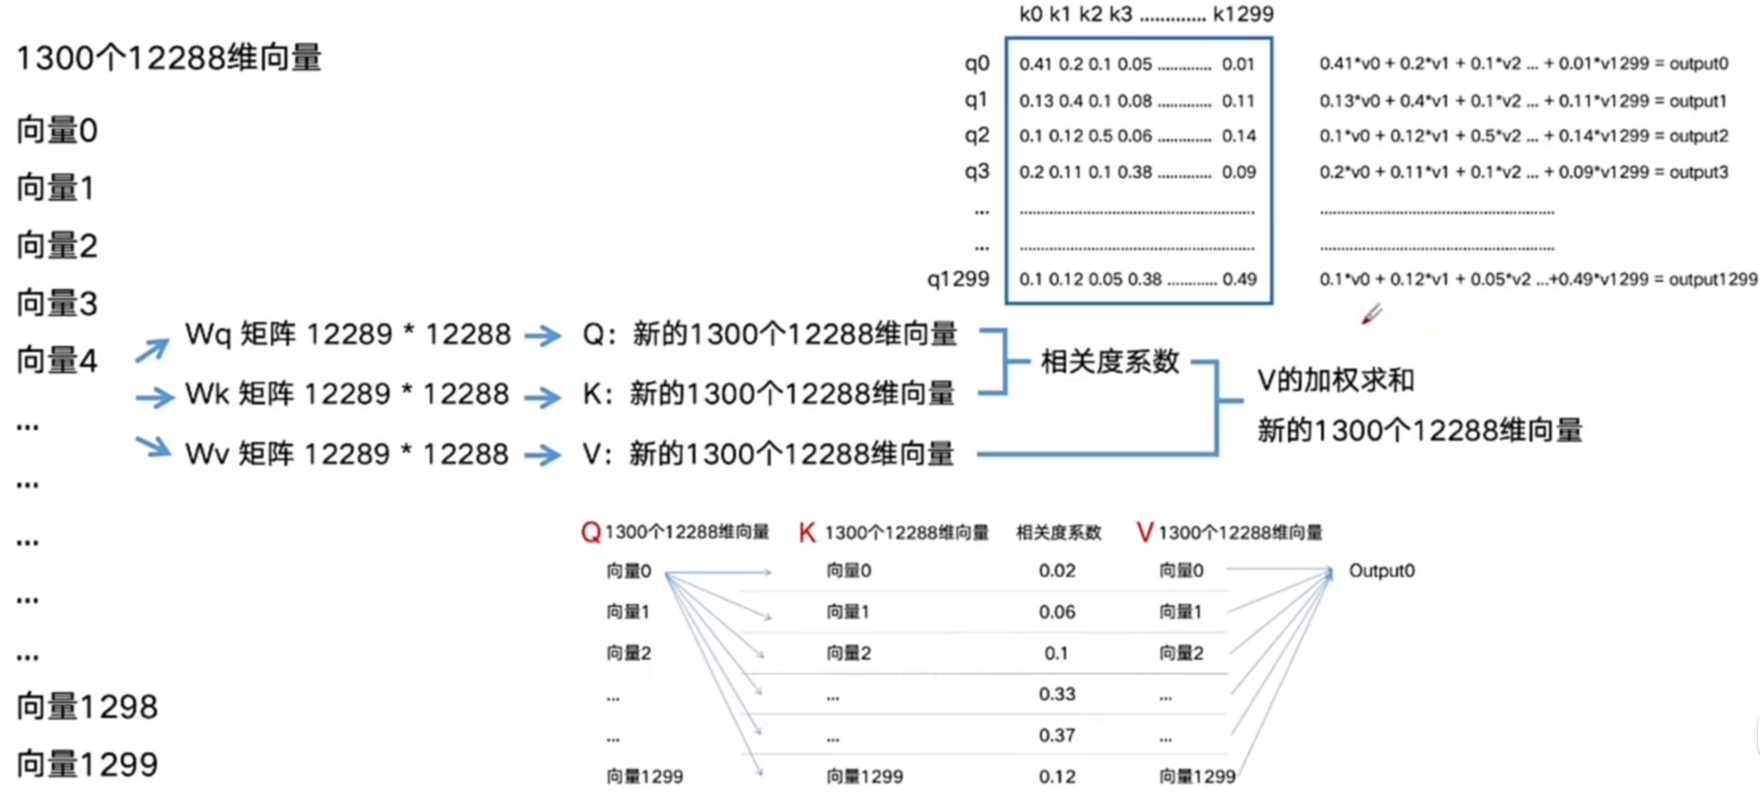 1300个12288维向量
向量0
向量1
向量2
向量3
向量4
...
...
...
...
...
向量1298
向量1299
Wq 矩阵 12289 * 12288
Wk 矩阵 12289 * 12288
Wv 矩阵 12289 * 12288
Q：新的1300个12288维向量
K：新的1300个12288维向量
V：新的1300个12288维向量
相关度系数
V的加权求和
新的1300个12288维向量
k0 k1 k2 k3 ............. k1299
q0 0.41 0.2 0.1 0.05 ............ 0.01 0.41*v0 + 0.2*v1 + 0.1*v2 ... + 0.01*v1299 = output0
q1 0.13 0.4 0.1 0.08 ............ 0.11 0.13*v0 + 0.4*v1 + 0.1*v2 ... + 0.11*v1299 = output1
q2 0.1 0.12 0.5 0.06 ............ 0.14 0.1*v0 + 0.12*v1 + 0.5*v2 ... + 0.14*v1299 = output2
q3 0.2 0.11 0.1 0.38 ............ 0.09 0.2*v0 + 0.11*v1 + 0.1*v2 ... + 0.09*v1299 = output3
... ..................................................... .....................................................
... ..................................................... .....................................................
q1299 0.1 0.12 0.05 0.38 ............ 0.49 0.1*v0 + 0.12*v1 + 0.05*v2 ...+0.49*v1299 = output1299
Q 1300个12288维向量 K 1300个12288维向量 相关度系数 V 1300个12288维向量
向量0 向量0 0.02 向量0 Output0
向量1 向量1 0.06 向量1
向量2 向量2 0.1 向量2
... ... 0.33 ...
... ... 0.37 ...
向量1299 向量1299 0.12 向量1299